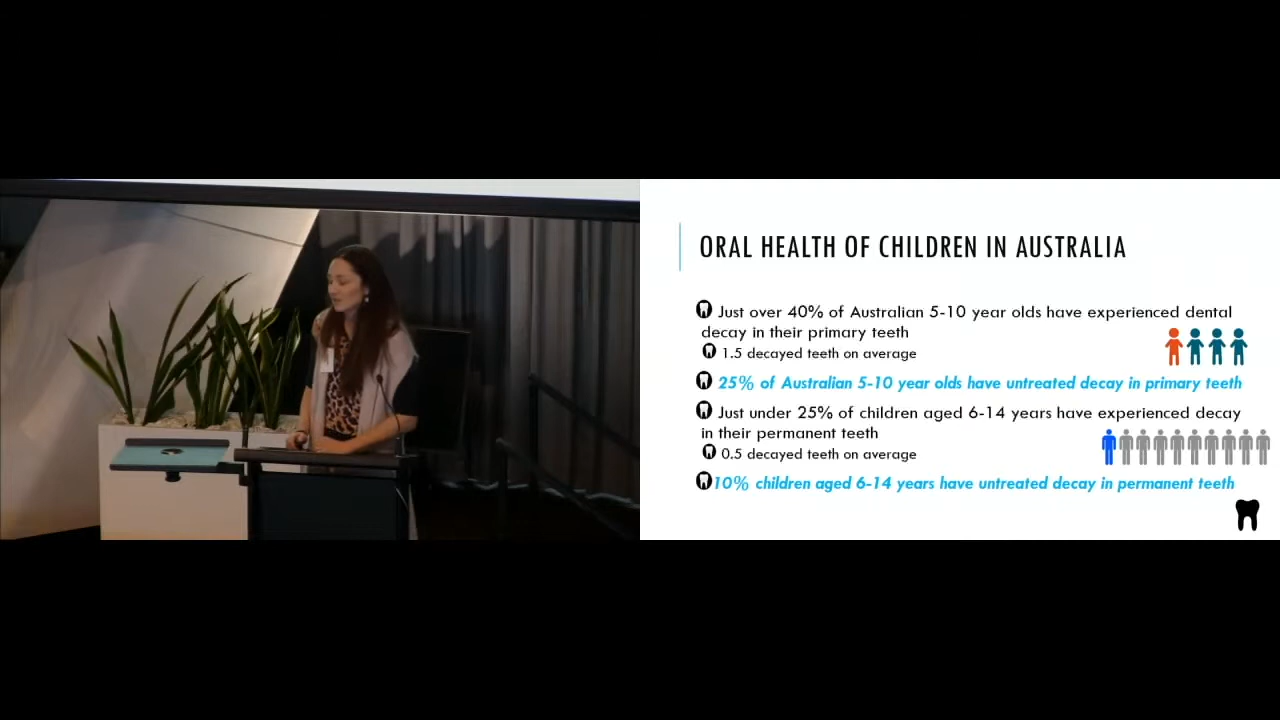 ORAL HEALTH OF CHILDREN IN AUSTRALIA
Just over 40% of Australian 5-10 year olds have experienced dental
decay in their primary teeth
1.5 decayed teeth on average
25% of Australian 5-10 year olds have untreated decay in primary teeth
Just under 25% of children aged 6-14 years have experienced decay
in their permanent teeth
0.5 decayed teeth on average
10% children aged 6-14 years have untreated decay in permanent teeth